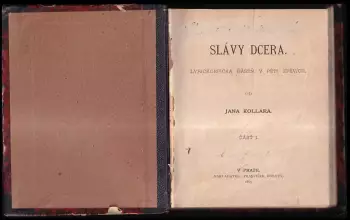 SLÁVY DCERA.
LYRICKOEPICKÁ BÁSEŇ V PĚTI ZPĚVÍCH.
OD
JANA KOLLÁRA.
ČÁST I.
V PRAZE.